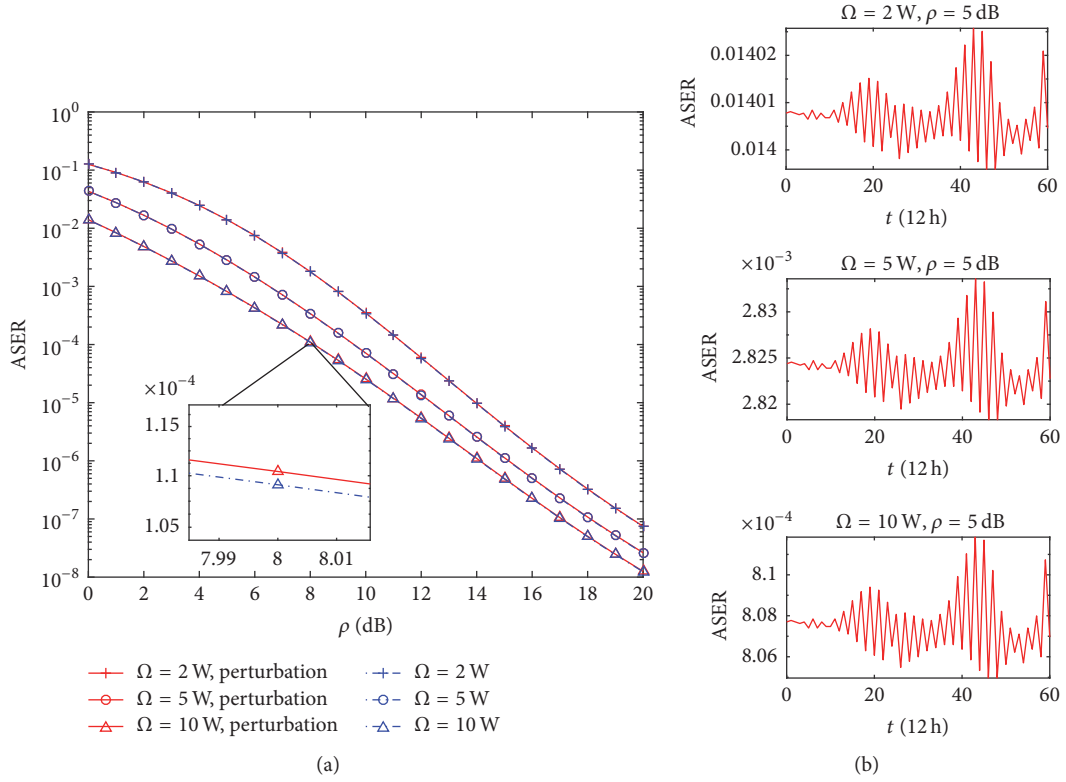 10⁰
10⁻¹
10⁻²
10⁻³
10⁻⁴
10⁻⁵
10⁻⁶
10⁻⁷
10⁻⁸
ASER
×10⁻⁴
1.15
1.1
1.05
7.99 8 8.01
0 2 4 6 8 10 12 14 16 18 20
ρ (dB)
Ω = 2 W, perturbation
Ω = 5 W, perturbation
Ω = 10 W, perturbation
Ω = 2 W
Ω = 5 W
Ω = 10 W
(a)
Ω = 2 W, ρ = 5 dB
0.01402
0.01401
0.014
ASER
0 20 40 60
t (12 h)
Ω = 5 W, ρ = 5 dB
×10⁻³
2.83
2.825
2.82
ASER
0 20 40 60
t (12 h)
Ω = 10 W, ρ = 5 dB
×10⁻⁴
8.1
8.08
8.06
ASER
0 20 40 60
t (12 h)
(b)